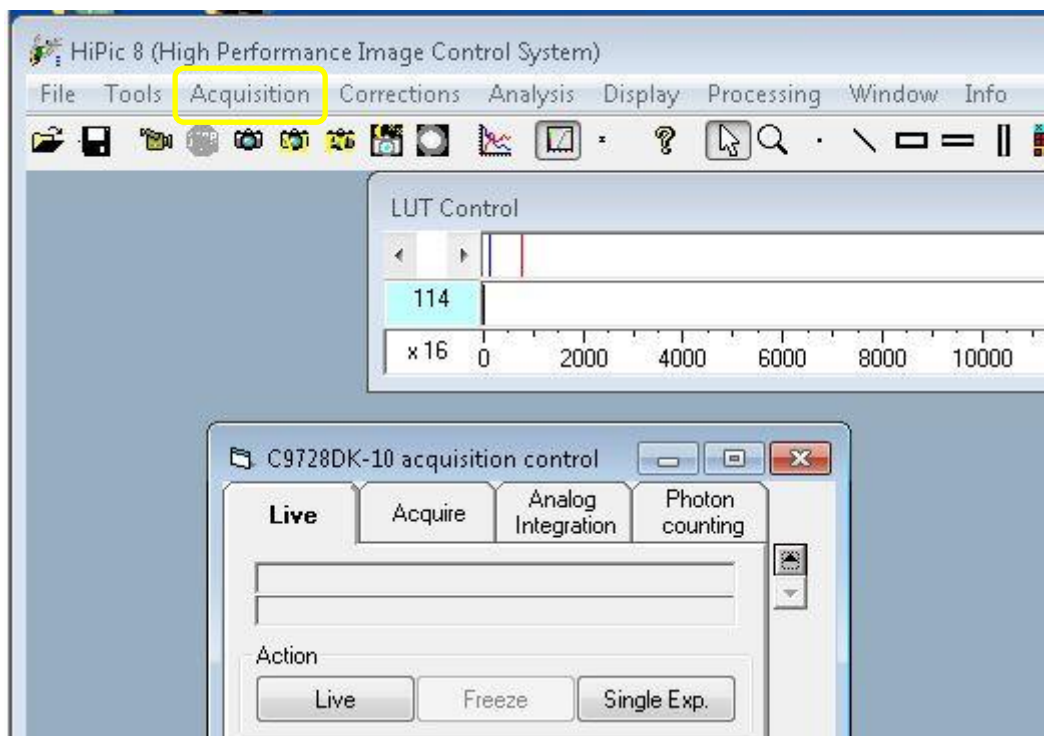 HiPic 8 (High Performance Image Control System)
File Tools Acquisition Corrections Analysis Display Processing Window Info
LUT Control
114
x 16 0 2000 4000 6000 8000 10000
C9728DK-10 acquisition control
Live Acquire Analog Integration Photon counting
Action
Live Freeze Single Exp.